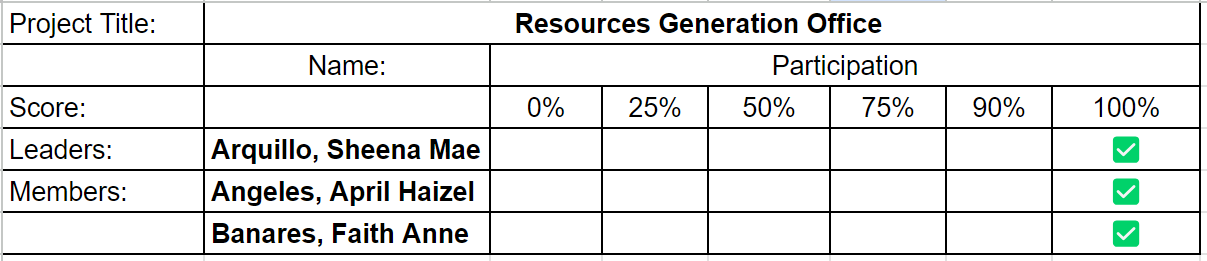 Project Title: Resources Generation Office
Name: Participation
Score: 0% 25% 50% 75% 90% 100%
Leaders: Arquillo, Sheena Mae ✅
Members: Angeles, April Haizel ✅
Banares, Faith Anne ✅